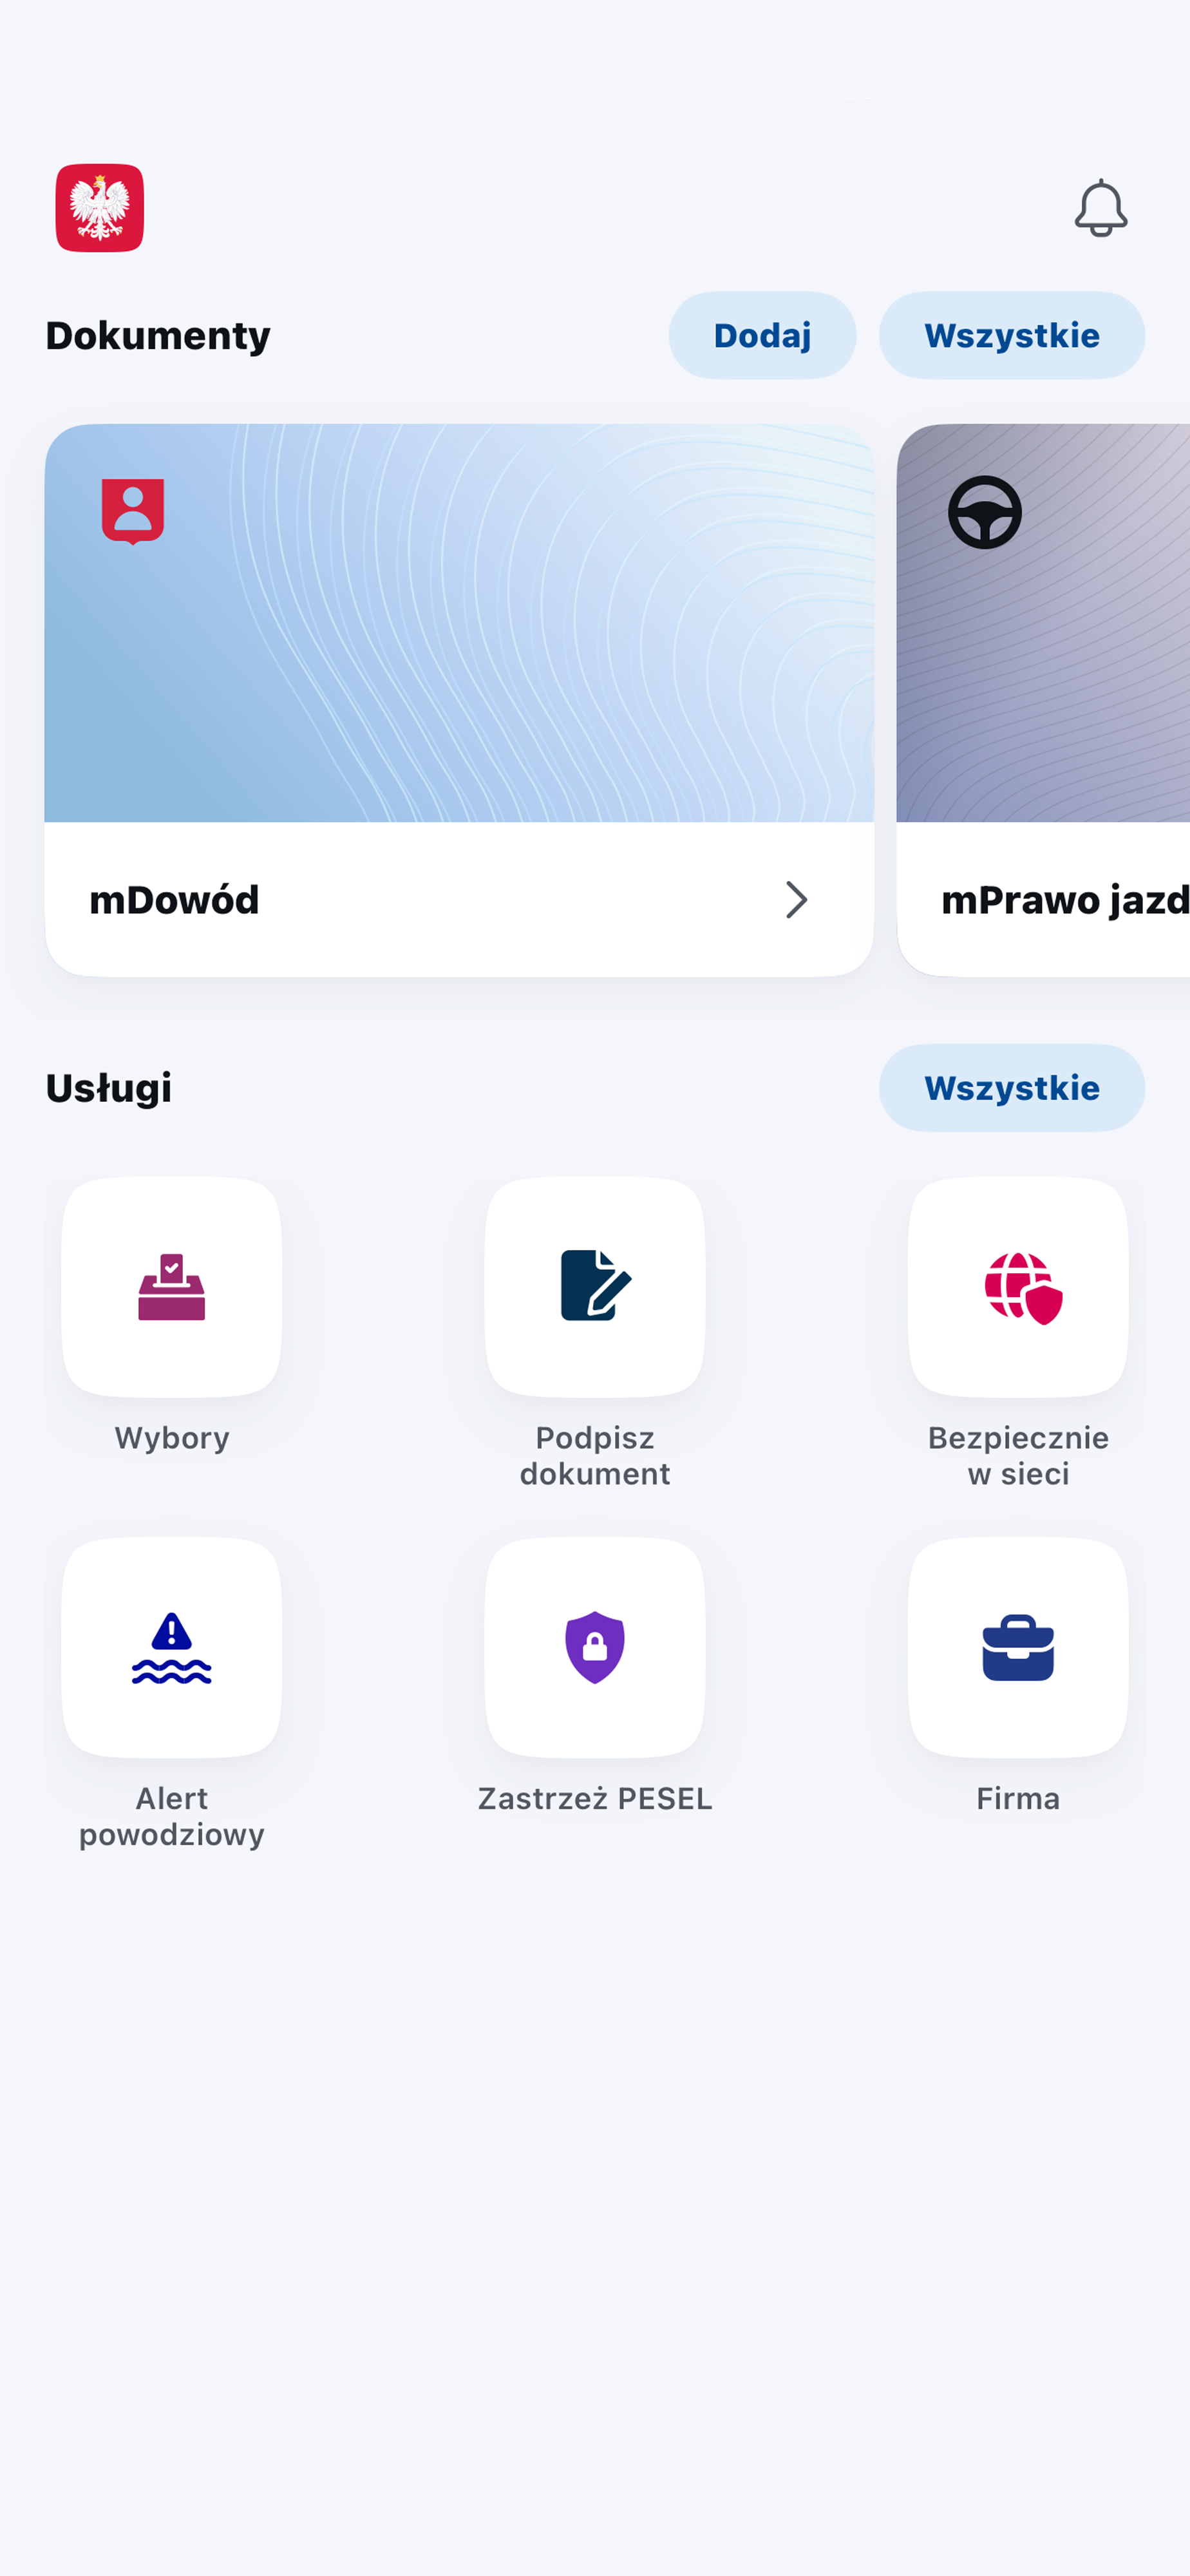 Dokumenty
Dodaj
Wszystkie
mDowód
mPrawo jazd
Usługi
Wszystkie
Wybory
Podpisz
dokument
Bezpiecznie
w sieci
Alert
powodziowy
Zastrzeż PESEL
Firma